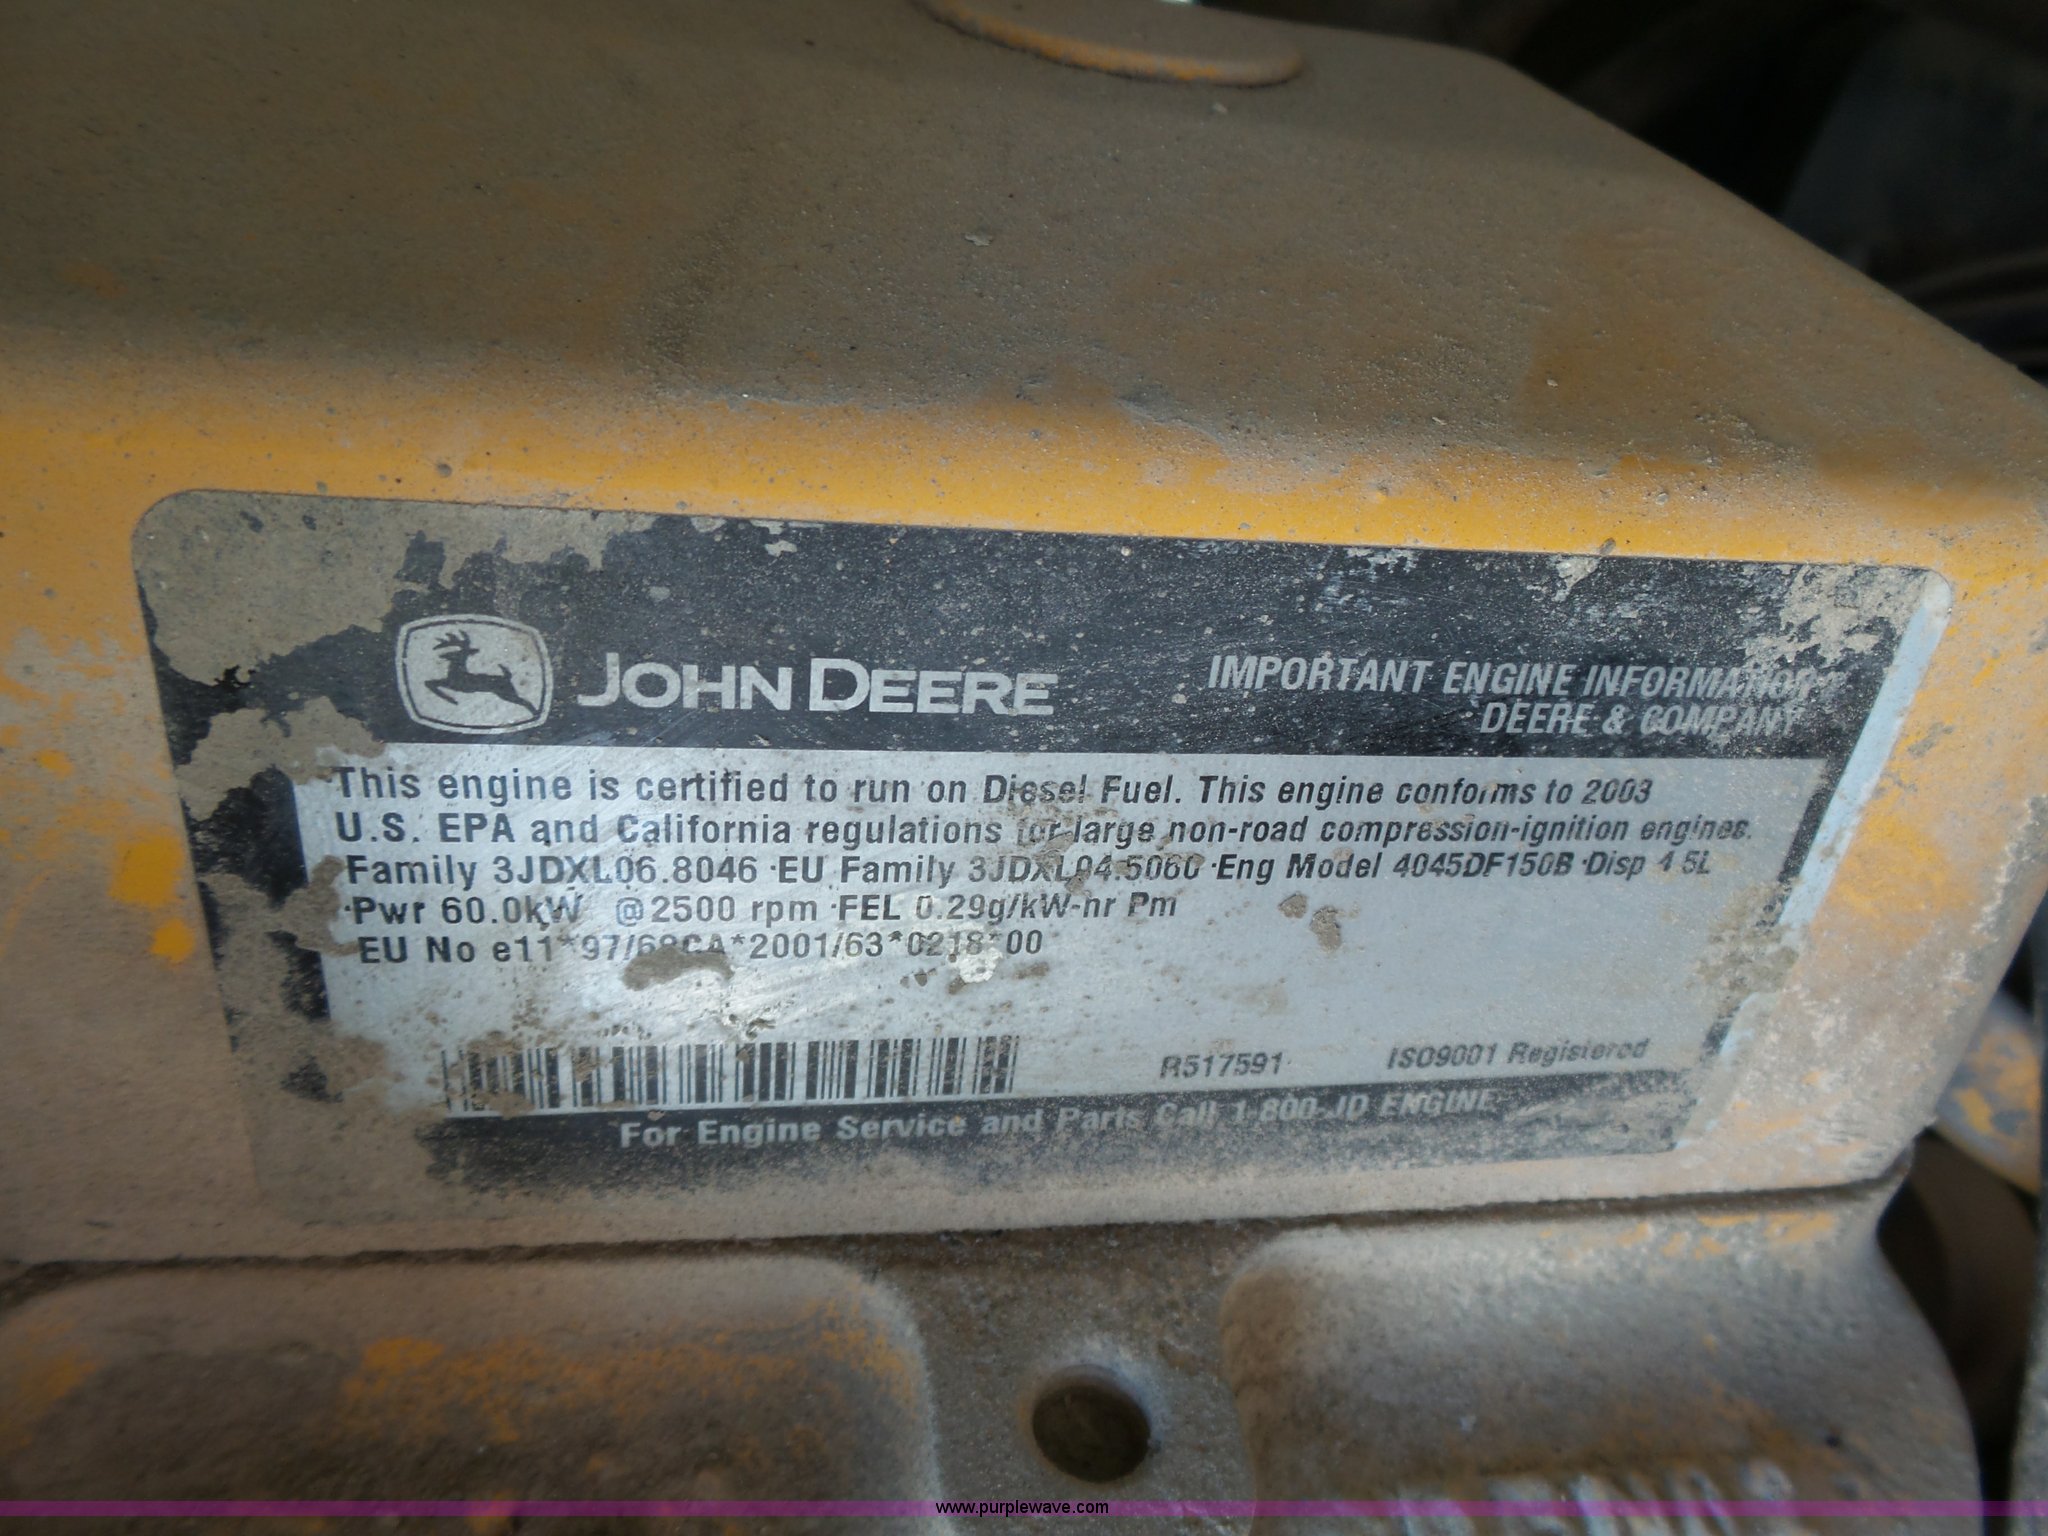 JOHN DEERE
IMPORTANT ENGINE INFORMATION
DEERE & COMPANY
This engine is certified to run on Diesel Fuel. This engine conforms to 2003
U.S. EPA and California regulations for large non-road compression-ignition engines.
Family 3JDXL06.8046 ·EU Family 3JDXL04.5060 ·Eng Model 4045DF150B ·Disp 4 5L
·Pwr 60.0kW @2500 rpm ·FEL 0.29g/kW-hr Pm
EU No e11*97/68CA*2001/63*0218*00
R517591
ISO9001 Registered
For Engine Service and Parts Call 1-800-JD ENGINE
www.purplewave.com